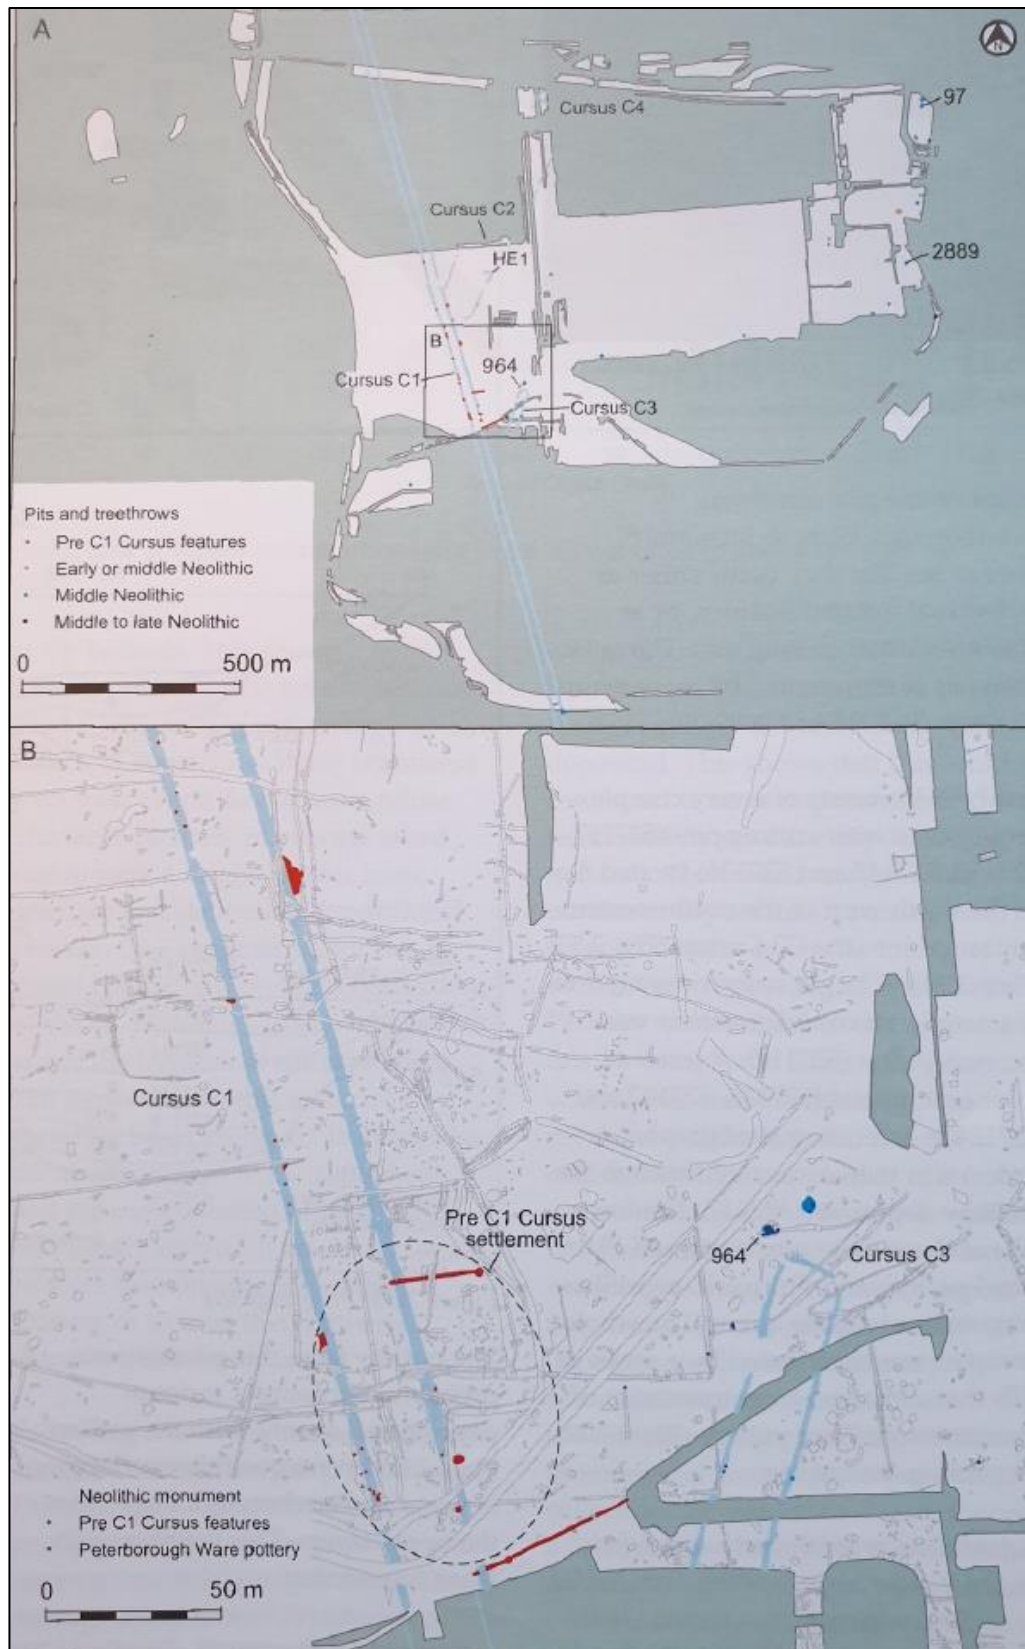 A
N
Cursus C4
97
Cursus C2
HE1
2889
B
964
Cursus C1
Cursus C3
Pits and treethrows
Pre C1 Cursus features
Early or middle Neolithic
Middle Neolithic
Middle to late Neolithic
0 500 m
B
Cursus C1
Pre C1 Cursus
settlement
964
Cursus C3
Neolithic monument
Pre C1 Cursus features
Peterborough Ware pottery
0 50 m